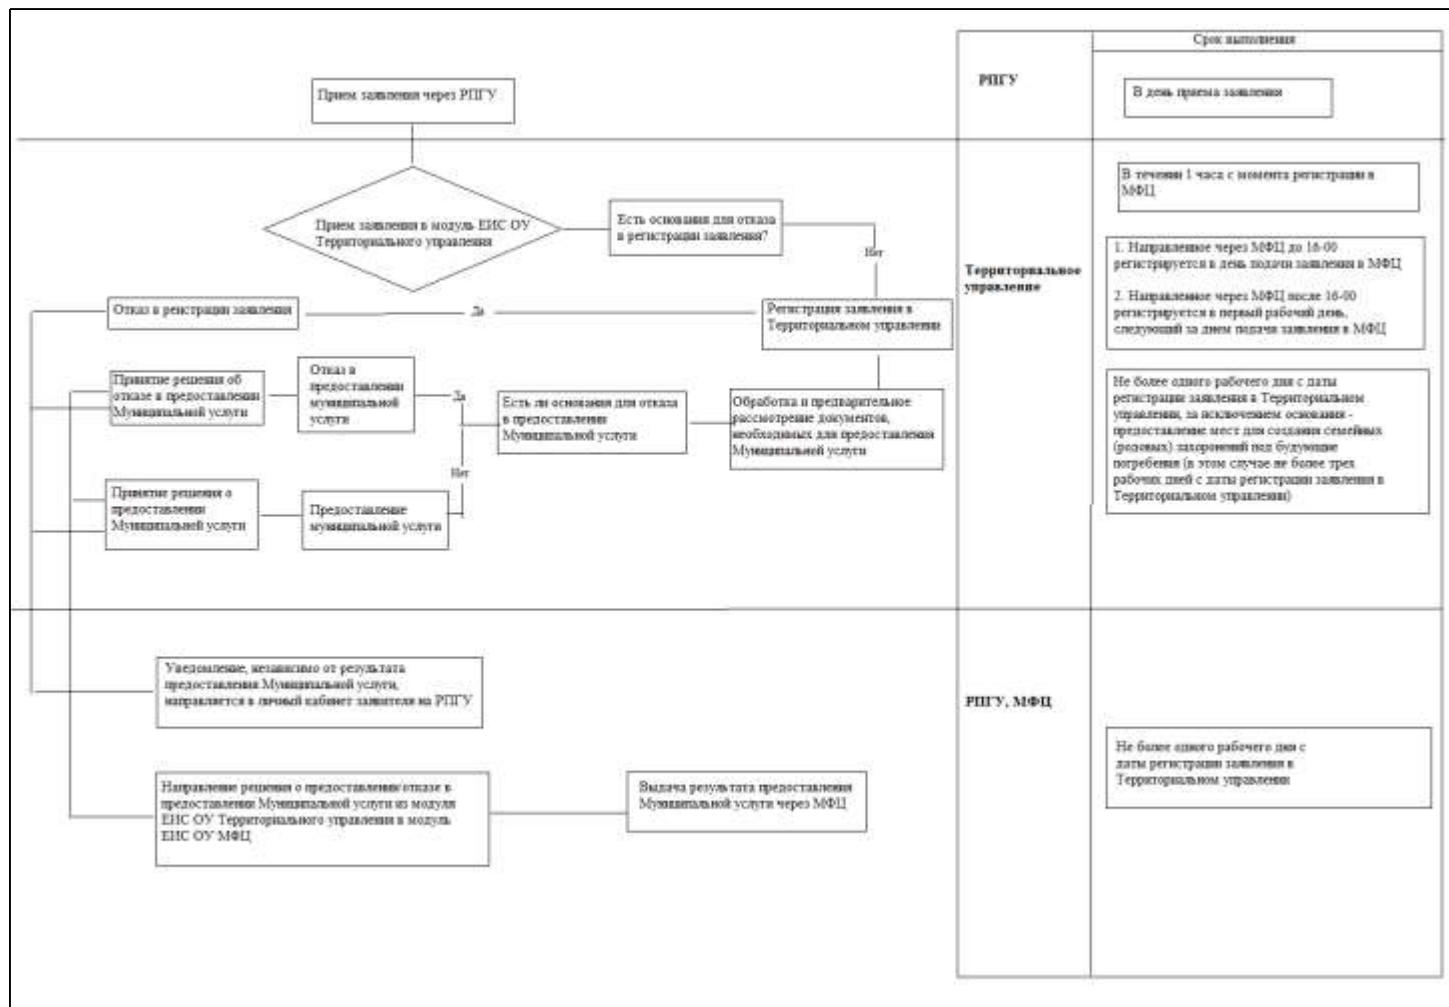 Срок выполнения
РПГУ
Прием заявления через РПГУ
В день приема заявления
В течении 1 часа с момента регистрации в
МФЦ
Прием заявления в модуль ЕИС ОУ
Территориального управления
Есть основания для отказа
в регистрации заявления?
Нет
Территориальное
управление
1. Направленное через МФЦ до 16-00
регистрируется в день подачи заявления в МФЦ
2. Направленное через МФЦ после 16-00
регистрируется в первый рабочий день,
следующий за днем подачи заявления в МФЦ
Отказ в реистрации заявления
Да
Регистрация заявления в
Территориальном управлении
Принятие решения об
отказе в предоставлении
Муниципальной услуги
Отказ в
предоставлении
муниципальной
услуги
Да
Есть ли основания для отказа
в предоставлении
Муниципальной услуги
Обработка и предварительное
рассмотрение документов,
необходимых для предоставления
Муниципальной услуги
Не более одного рабочего дня с даты
регистрации заявления в Территориальном
управлении, за исключением основания -
предоставление мест для создания семейных
(родовых) захоронений под будующие
погребения (в этом случае не более трех
рабочих дней с даты регистрации заявления в
Территориальном управлении)
Нет
Принятие решения о
предоставлении
Муниципальной услуги
Предоставление
муниципальной услуги
Уведомление, независимо от результата
предоставления Муниципальной услуги,
направляется в личный кабинет заявителя на РПГУ
РПГУ, МФЦ
Не более одного рабочего дня с
даты регистрации заявления в
Территориальном управлении
Направление решения о предоставлении/отказе в
предоставлении Муниципальной услуги из модуля
ЕИС ОУ Территориального управления в модуль
ЕИС ОУ МФЦ
Выдача результата предоставления
Муниципальной услуги через МФЦ